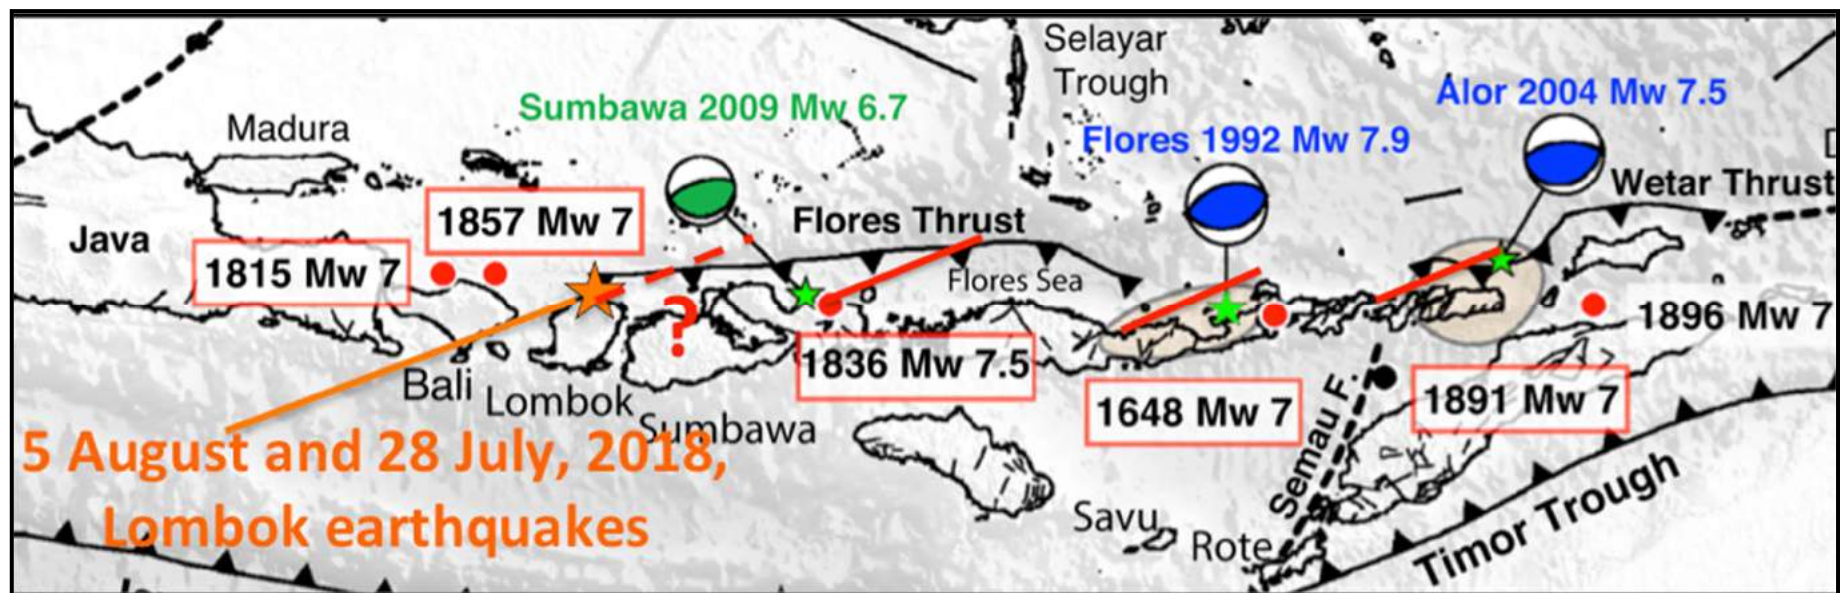 Selayar
Trough
Alor 2004 Mw 7.5
Sumbawa 2009 Mw 6.7
Madura
Flores 1992 Mw 7.9
Wetar Thrust
1857 Mw 7
Flores Thrust
Java
1815 Mw 7
Flores Sea
?
1896 Mw 7
1836 Mw 7.5
Bali
Lombok
Sumbawa
1648 Mw 7
1891 Mw 7
Semau F.
5 August and 28 July, 2018,
Lombok earthquakes
Savu
Rote
Timor Trough